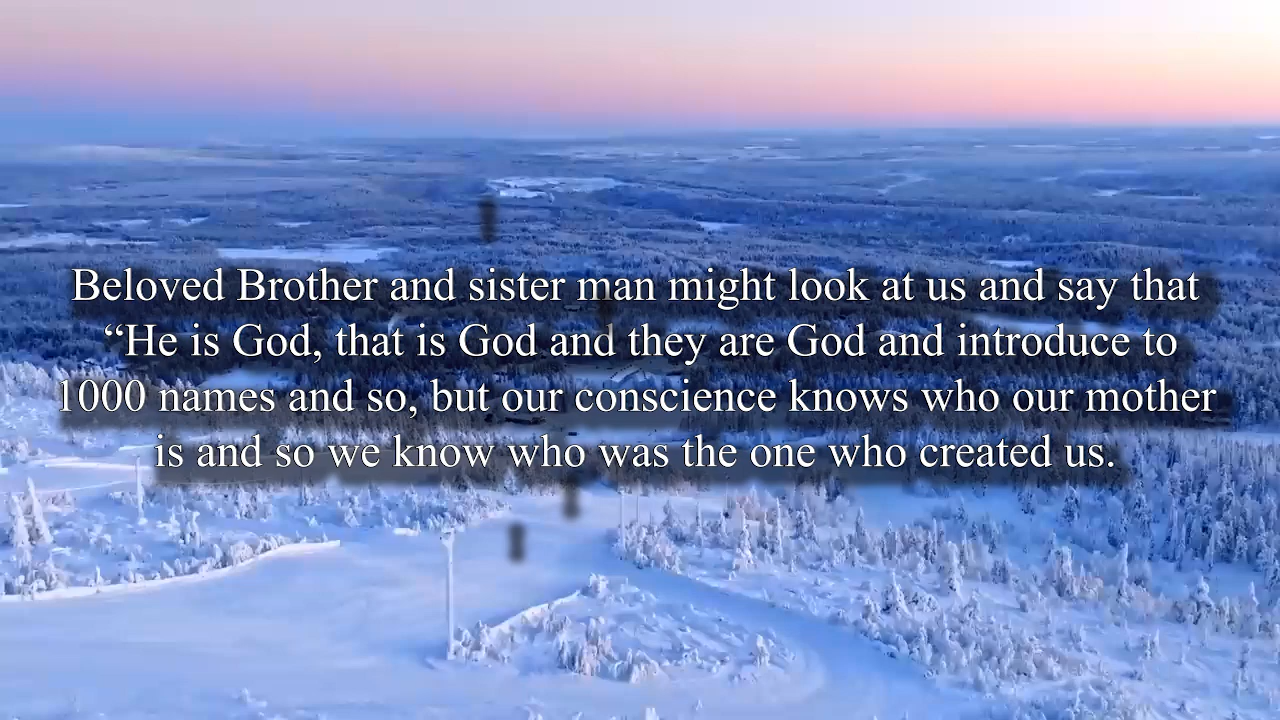 Beloved Brother and sister man might look at us and say that
“He is God, that is God and they are God and introduce to
1000 names and so, but our conscience knows who our mother
is and so we know who was the one who created us.